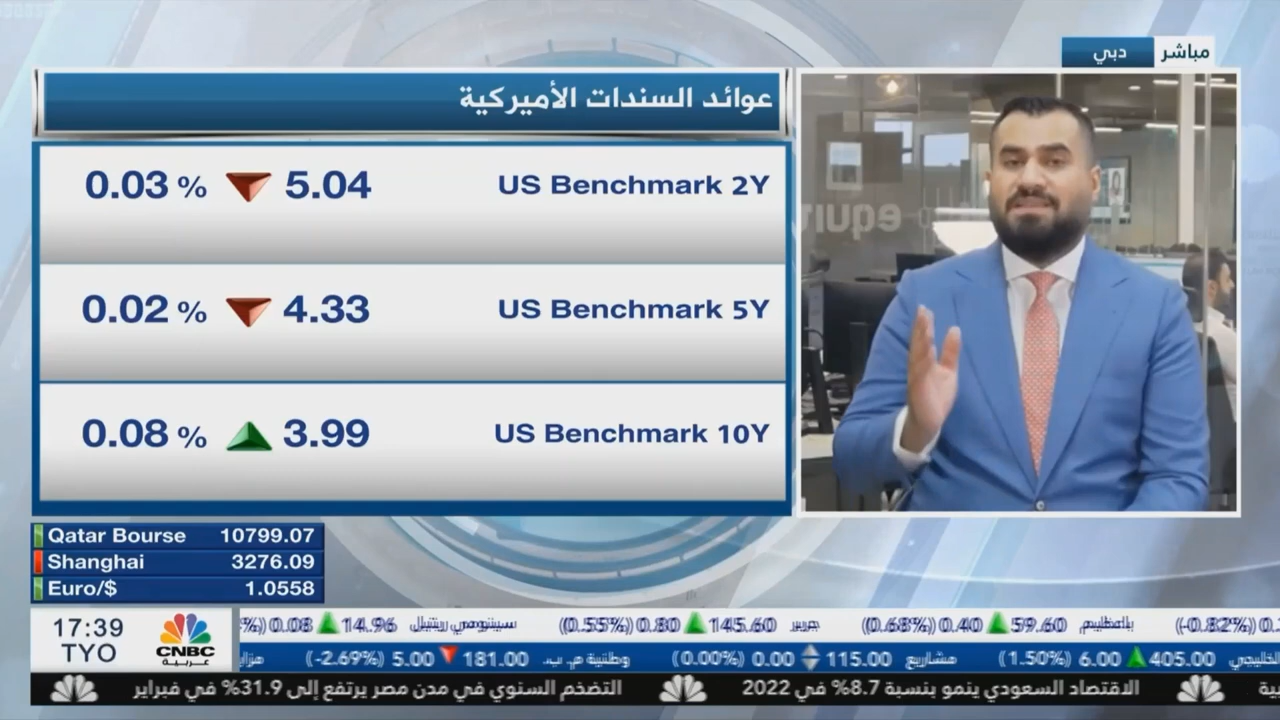 مباشر دبي
عوائد السندات الأميركية
US Benchmark 2Y 5.04 0.03 %
US Benchmark 5Y 4.33 0.02 %
US Benchmark 10Y 3.99 0.08 %
equiti
Qatar Bourse 10799.07
Shanghai 3276.09
Euro/$ 1.0558
17:39
TYO
CNBC
عربية
(-0.82%) بالمظليم 59.60 0.40 (0.68%) جرير 145.60 0.80 (0.55%) سينومي ريتيل 14.96 0.08
405.00 6.00 (1.50%) مشاريع 115.00 0.00 (0.00%) وطنية م. ب. 181.00 5.00 (-2.69%)
الاقتصاد السعودي ينمو بنسبة 8.7% في 2022
التضخم السنوي في مدن مصر يرتفع إلى 31.9% في فبراير